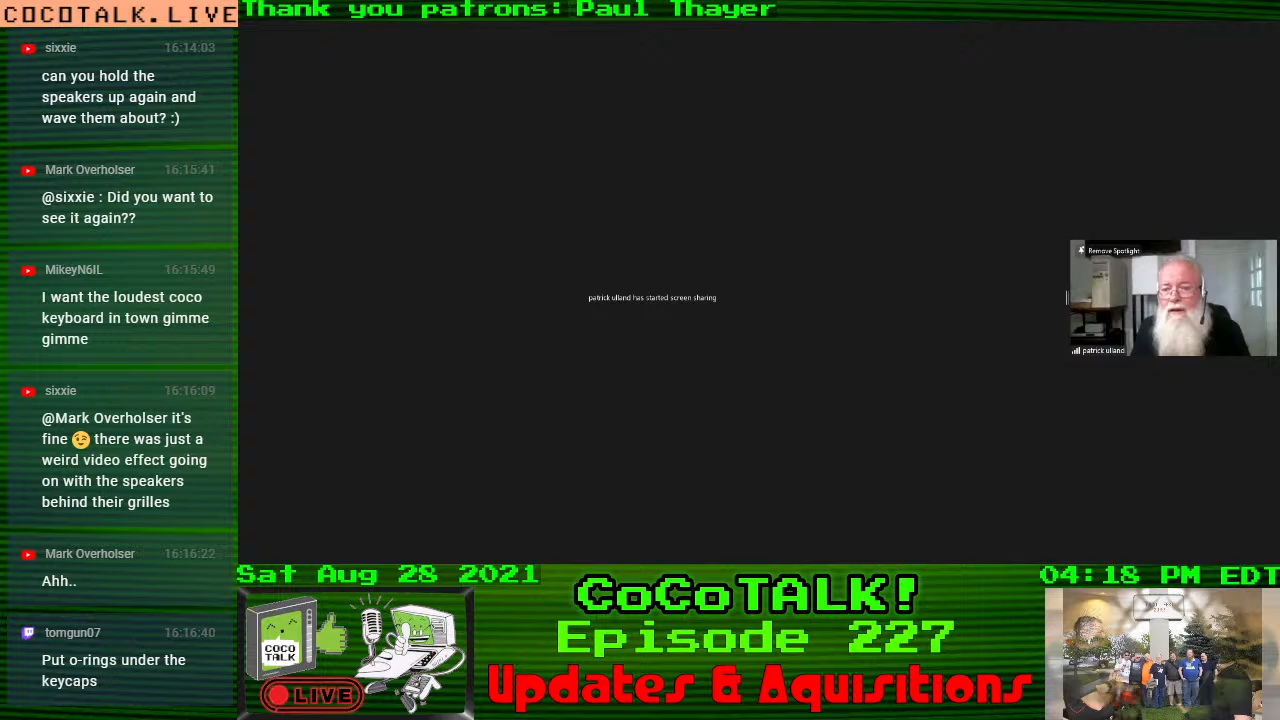 COCOTALK.LIVE
Thank you patrons: Paul Thayer
sixxie 16:14:03
can you hold the
speakers up again and
wave them about? :)
Mark Overholser 16:15:41
@sixxie : Did you want to
see it again??
MikeyN6IL 16:15:49
I want the loudest coco
keyboard in town gimme
gimme
sixxie 16:16:09
@Mark Overholser it's
fine 😉 there was just a
weird video effect going
on with the speakers
behind their grilles
Mark Overholser 16:16:22
Ahh..
tomgun07 16:16:40
Put o-rings under the
keycaps
patrick ulland has started screen sharing
Remove Spotlight
patrick ulland
Sat Aug 28 2021
CoCoTALK!
04:18 PM EDT
Episode 227
Updates & Aquisitions
COCO
TALK
LIVE